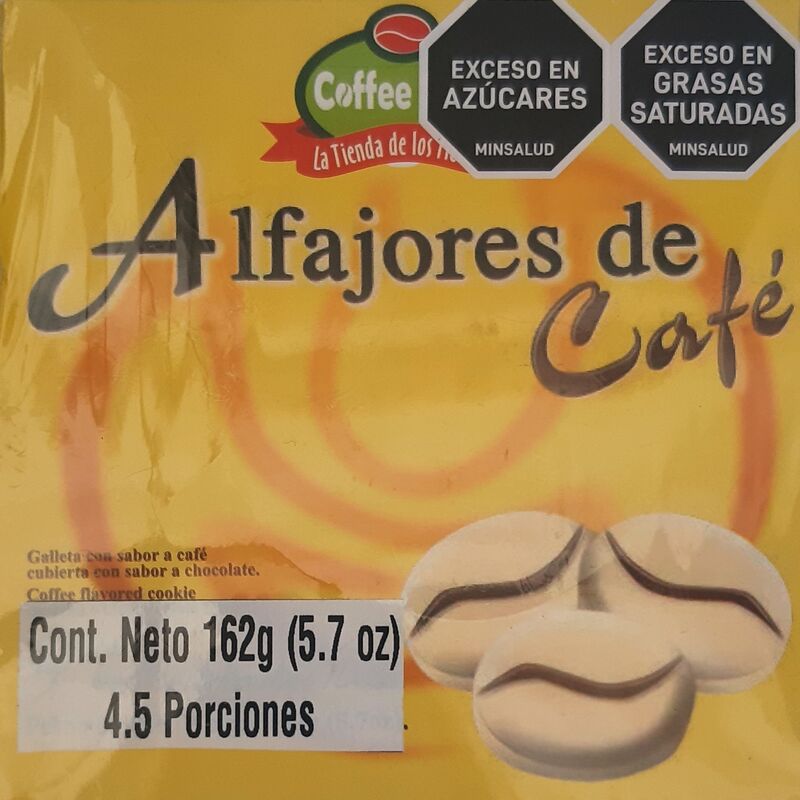 Coffee
La Tienda de los
EXCESO EN
AZÚCARES
MINSALUD
EXCESO EN
GRASAS
SATURADAS
MINSALUD
Alfajores de
Café
Galleta con sabor a café
cubierta con sabor a chocolate.
Coffee flavored cookie
Cont. Neto 162g (5.7 oz)
4.5 Porciones